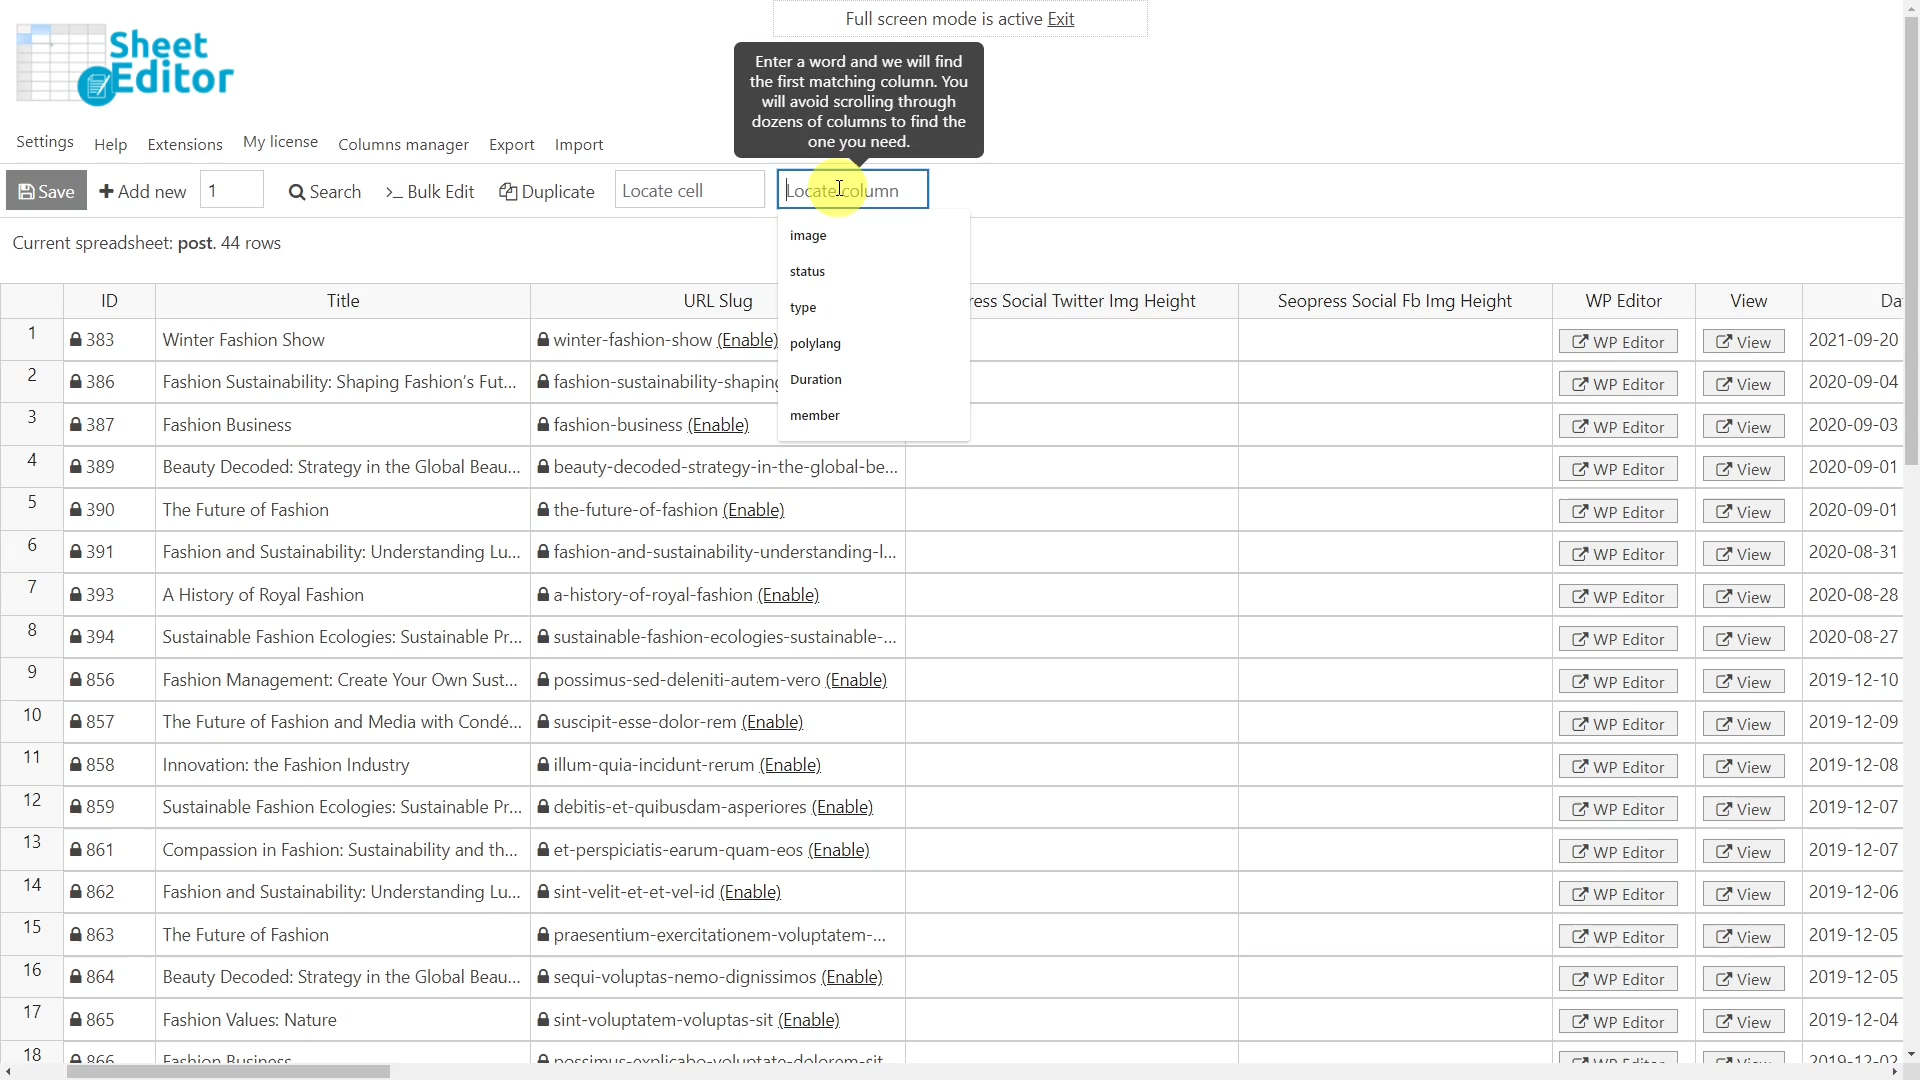 Full screen mode is active Exit
Sheet
Editor
Enter a word and we will find
the first matching column. You
will avoid scrolling through
dozens of columns to find the
one you need.
Settings Help Extensions My license Columns manager Export Import
Save Add new 1 Search Bulk Edit Duplicate Locate cell Locate column
image
status
type
polylang
Duration
member
Current spreadsheet: post. 44 rows
ID Title URL Slug ress Social Twitter Img Height Seopress Social Fb Img Height WP Editor View Da
1 383 Winter Fashion Show winter-fashion-show (Enable) WP Editor View 2021-09-20
2 386 Fashion Sustainability: Shaping Fashion's Fut... fashion-sustainability-shaping WP Editor View 2020-09-04
3 387 Fashion Business fashion-business (Enable) WP Editor View 2020-09-03
4 389 Beauty Decoded: Strategy in the Global Beau... beauty-decoded-strategy-in-the-global-be... WP Editor View 2020-09-01
5 390 The Future of Fashion the-future-of-fashion (Enable) WP Editor View 2020-09-01
6 391 Fashion and Sustainability: Understanding Lu... fashion-and-sustainability-understanding-l... WP Editor View 2020-08-31
7 393 A History of Royal Fashion a-history-of-royal-fashion (Enable) WP Editor View 2020-08-28
8 394 Sustainable Fashion Ecologies: Sustainable Pr... sustainable-fashion-ecologies-sustainable-... WP Editor View 2020-08-27
9 856 Fashion Management: Create Your Own Sust... possimus-sed-deleniti-autem-vero (Enable) WP Editor View 2019-12-10
10 857 The Future of Fashion and Media with Condé... suscipit-esse-dolor-rem (Enable) WP Editor View 2019-12-09
11 858 Innovation: the Fashion Industry illum-quia-incidunt-rerum (Enable) WP Editor View 2019-12-08
12 859 Sustainable Fashion Ecologies: Sustainable Pr... debitis-et-quibusdam-asperiores (Enable) WP Editor View 2019-12-07
13 861 Compassion in Fashion: Sustainability and th... et-perspiciatis-earum-quam-eos (Enable) WP Editor View 2019-12-07
14 862 Fashion and Sustainability: Understanding Lu... sint-velit-et-et-vel-id (Enable) WP Editor View 2019-12-06
15 863 The Future of Fashion praesentium-exercitationem-voluptatem-... WP Editor View 2019-12-05
16 864 Beauty Decoded: Strategy in the Global Beau... sequi-voluptas-nemo-dignissimos (Enable) WP Editor View 2019-12-05
17 865 Fashion Values: Nature sint-voluptatem-voluptas-sit (Enable) WP Editor View 2019-12-04
18 866 Fashion Business possimus-explicabo-voluptate-dolorem-sit WP Editor View